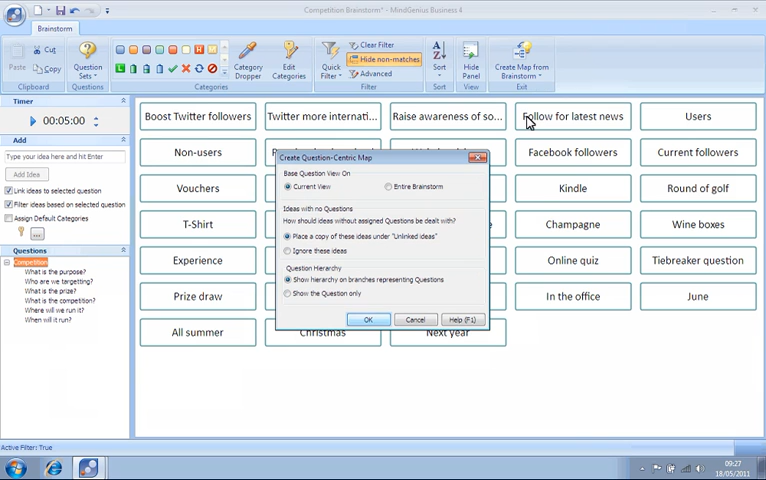 Competition Brainstorm* - MindGenius Business 4
Brainstorm
Paste
Cut
Copy
Clipboard
Question
Sets
Questions
Categories
Category
Dropper
Edit
Categories
Quick
Filter
Clear Filter
Hide non-matches
Advanced
Filter
Sort
Sort
Hide
Panel
View
Create Map from
Brainstorm
Exit
Timer
00:05:00
Add
Type your idea here and hit Enter
Add Idea
Link ideas to selected question
Filter ideas based on selected question
Assign Default Categories
...
Questions
Competition
What is the purpose?
Who are we targetting?
What is the prize?
What is the competition?
Where will we run it?
When will it run?
Boost Twitter followers
Twitter more internati...
Raise awareness of so...
Follow for latest news
Users
Non-users
Facebook followers
Current followers
Vouchers
Kindle
Round of golf
T-Shirt
Champagne
Wine boxes
Experience
Online quiz
Tiebreaker question
Prize draw
In the office
June
All summer
Christmas
Next year
Create Question-Centric Map
Base Question View On
Current View
Entire Brainstorm
Ideas with no Questions
How should ideas without assigned Questions be dealt with?
Place a copy of these ideas under "Unlinked ideas"
Ignore these ideas
Question Hierarchy
Show hierarchy on branches representing Questions
Show the Question only
OK
Cancel
Help (F1)
Active Filter: True
09:27
18/05/2011